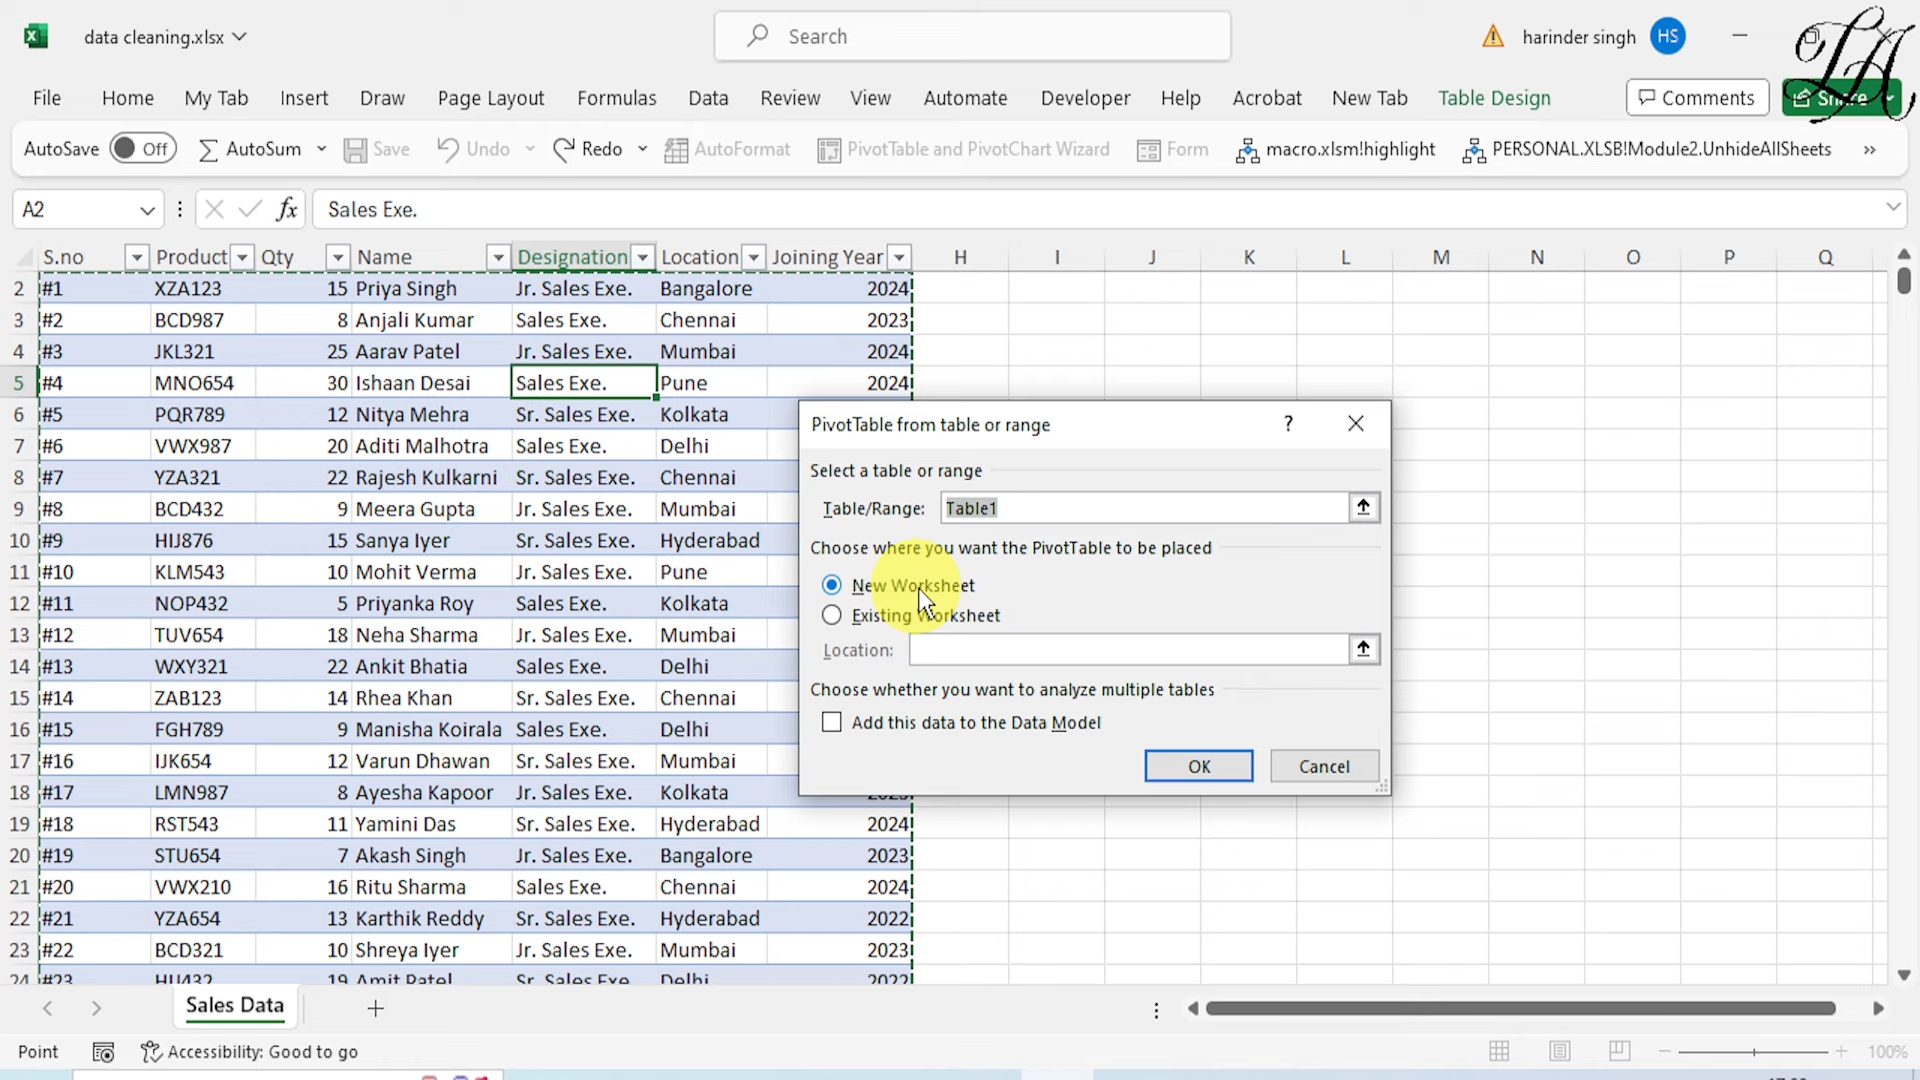 data cleaning.xlsx
Search
harinder singh
HS
LA
File Home My Tab Insert Draw Page Layout Formulas Data Review View Automate Developer Help Acrobat New Tab Table Design Comments Share
AutoSave Off AutoSum Save Undo Redo AutoFormat PivotTable and PivotChart Wizard Form macro.xlsm!highlight PERSONAL.XLSB!Module2.UnhideAllSheets »
A2 fx Sales Exe.
S.no Product Qty Name Designation Location Joining Year H I J K L M N O P Q
2 #1 XZA123 15 Priya Singh Jr. Sales Exe. Bangalore 2024
3 #2 BCD987 8 Anjali Kumar Sales Exe. Chennai 2023
4 #3 JKL321 25 Aarav Patel Jr. Sales Exe. Mumbai 2024
5 #4 MNO654 30 Ishaan Desai Sales Exe. Pune 2024
6 #5 PQR789 12 Nitya Mehra Sr. Sales Exe. Kolkata
7 #6 VWX987 20 Aditi Malhotra Sales Exe. Delhi
8 #7 YZA321 22 Rajesh Kulkarni Sr. Sales Exe. Chennai
9 #8 BCD432 9 Meera Gupta Jr. Sales Exe. Mumbai
10 #9 HIJ876 15 Sanya Iyer Sr. Sales Exe. Hyderabad
11 #10 KLM543 10 Mohit Verma Jr. Sales Exe. Pune
12 #11 NOP432 5 Priyanka Roy Sales Exe. Kolkata
13 #12 TUV654 18 Neha Sharma Jr. Sales Exe. Mumbai
14 #13 WXY321 22 Ankit Bhatia Sales Exe. Delhi
15 #14 ZAB123 14 Rhea Khan Sr. Sales Exe. Chennai
16 #15 FGH789 9 Manisha Koirala Sales Exe. Delhi
17 #16 IJK654 12 Varun Dhawan Sr. Sales Exe. Mumbai
18 #17 LMN987 8 Ayesha Kapoor Jr. Sales Exe. Kolkata
19 #18 RST543 11 Yamini Das Sr. Sales Exe. Hyderabad 2024
20 #19 STU654 7 Akash Singh Jr. Sales Exe. Bangalore 2023
21 #20 VWX210 16 Ritu Sharma Sales Exe. Chennai 2024
22 #21 YZA654 13 Karthik Reddy Sr. Sales Exe. Hyderabad 2022
23 #22 BCD321 10 Shreya Iyer Jr. Sales Exe. Mumbai 2023
24 #23 HIJ432 19 Amit Patel Sr. Sales Exe. Delhi 2022
PivotTable from table or range ?
Select a table or range
Table/Range: Table1
Choose where you want the PivotTable to be placed
New Worksheet
Existing Worksheet
Location:
Choose whether you want to analyze multiple tables
Add this data to the Data Model
OK Cancel
Sales Data
Point Accessibility: Good to go 100%